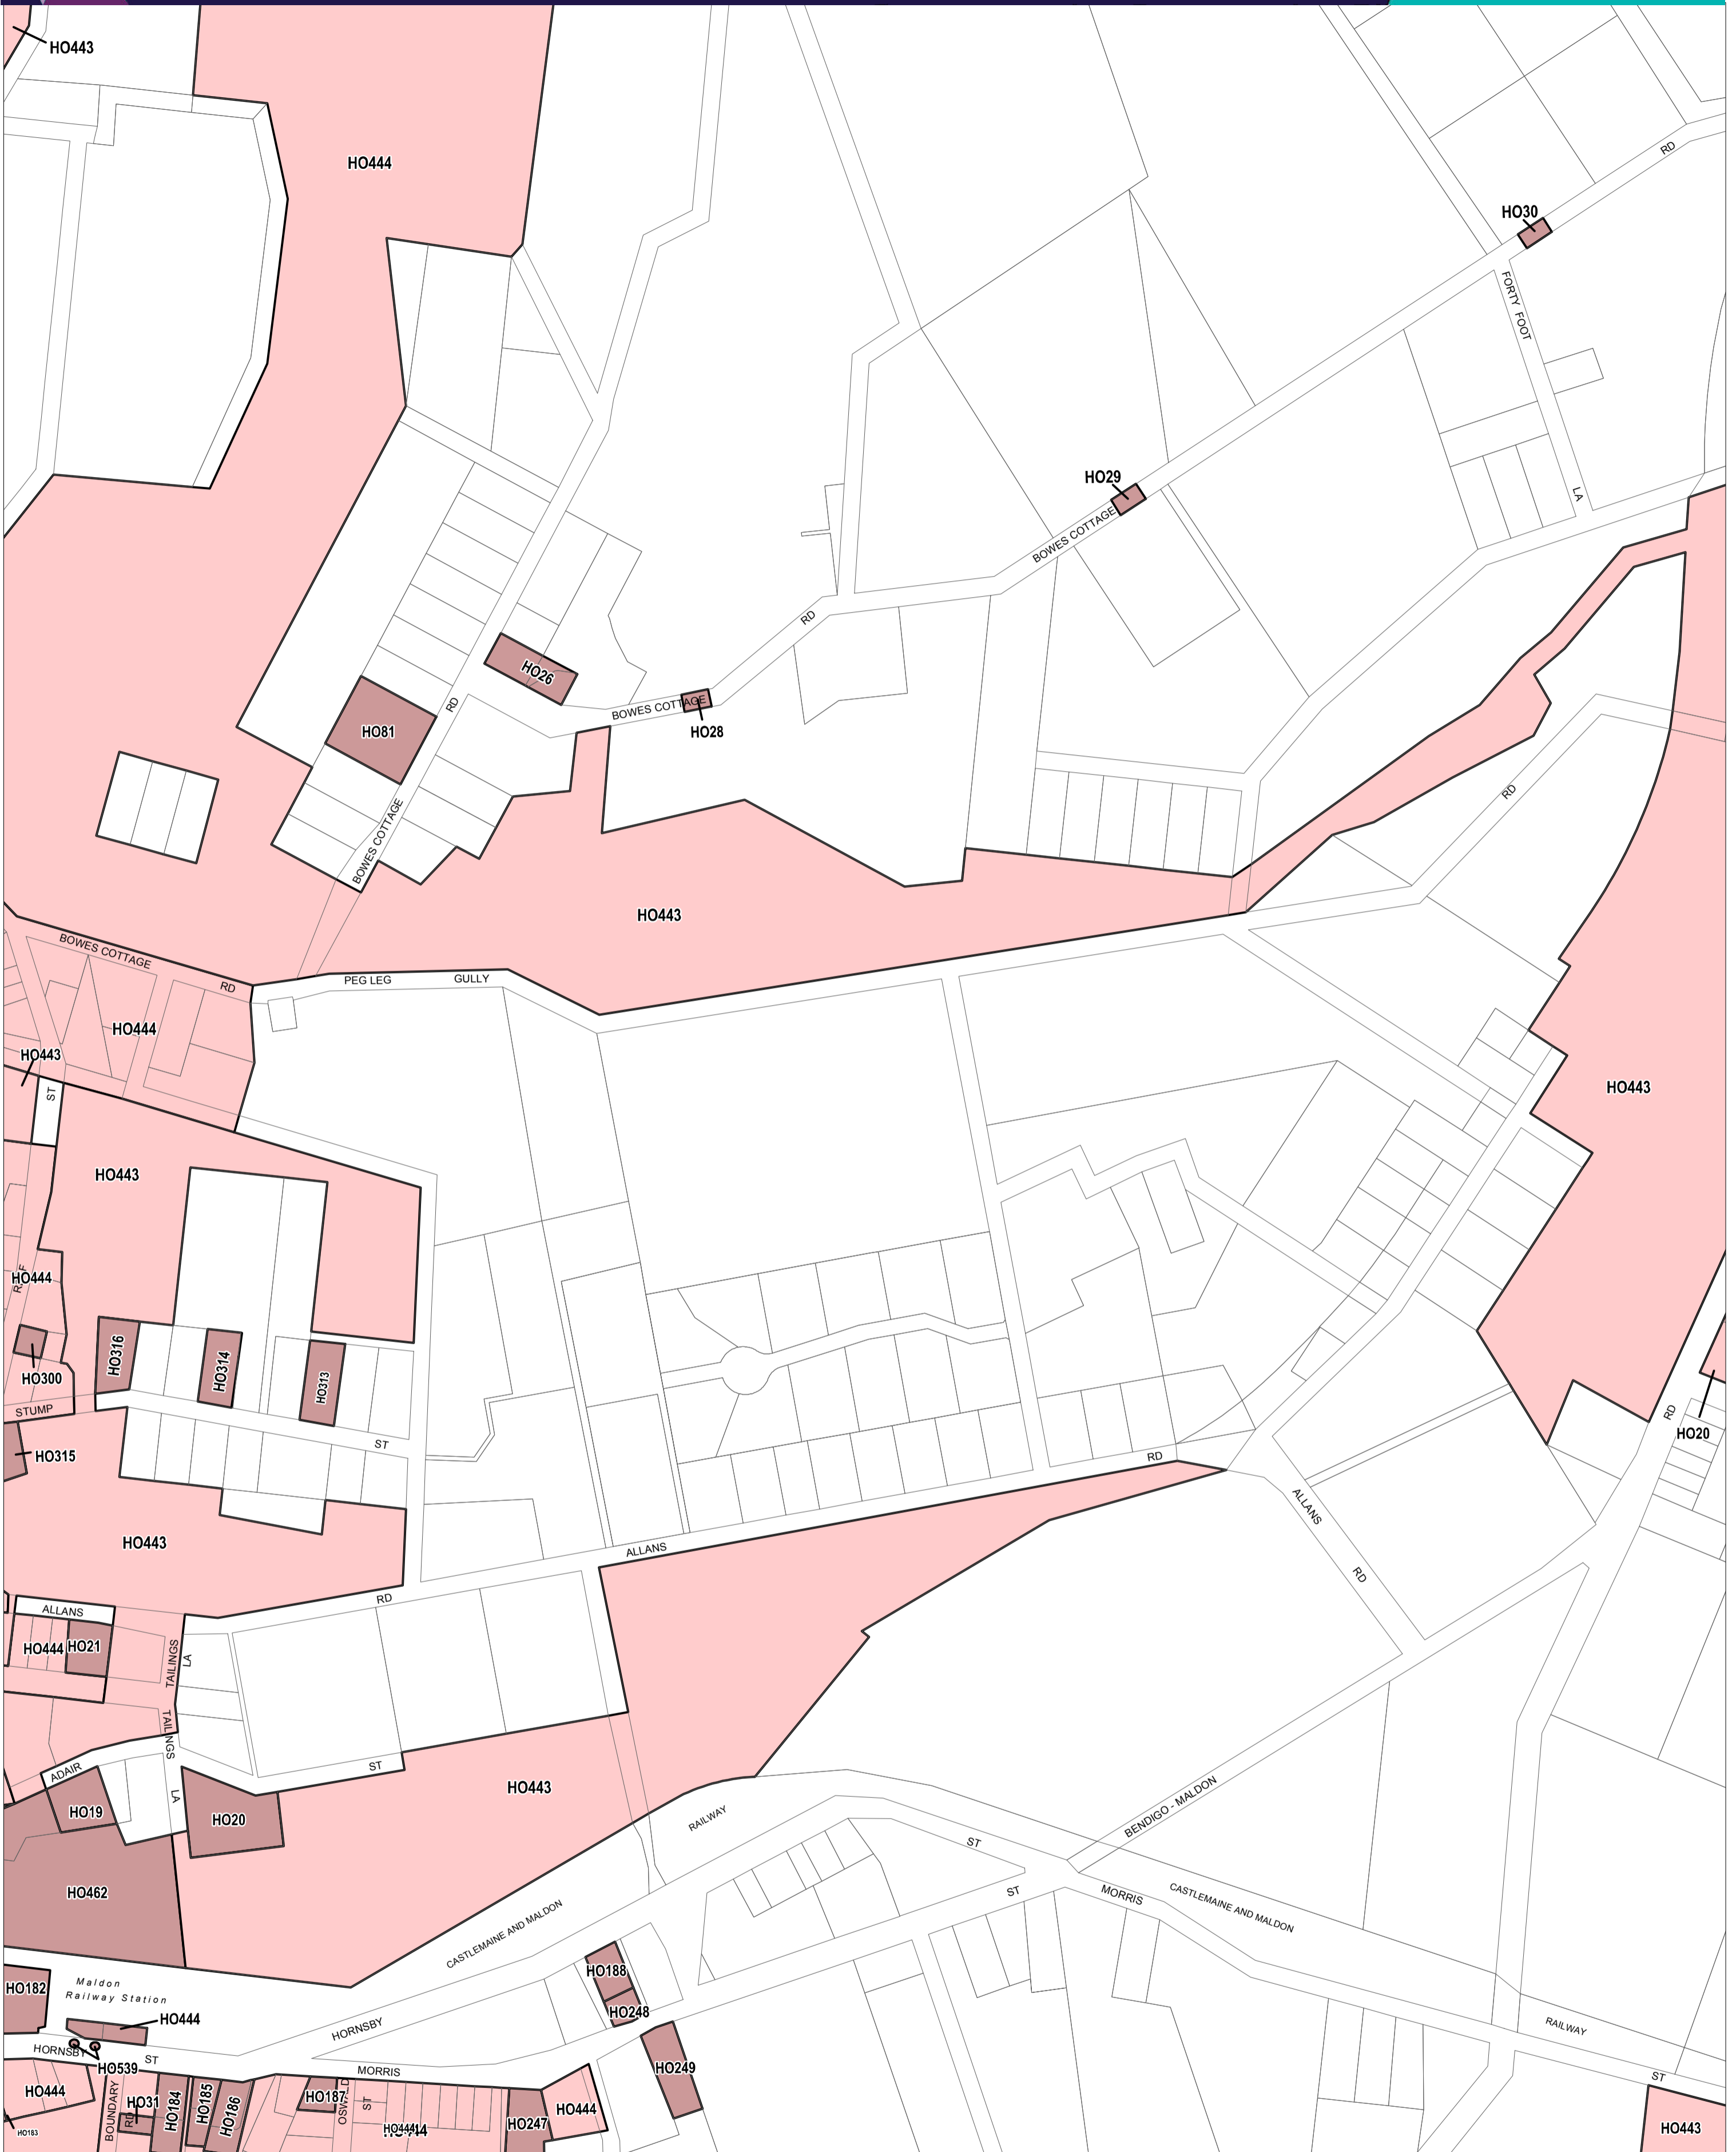 HO443
HO444
RD
HO30
FORTY FOOT
LA
HO29
BOWES COTTAGE
RD
HO26
RD
BOWES COTTAGE
HO28
HO81
RD
BOWES COTTAGE
HO443
BOWES COTTAGE
RD
PEG LEG GULLY
HO444
HO443
ST
HO443
HO443
HO444
HO316
HO314
HO313
HO300
STUMP
ST
HO315
RD
HO20
RD
ALLANS
RD
HO443
ALLANS
RD
ALLANS
HO444
HO21
TAILINGS
LA
TAILINGS
LA
ADAIR
ST
HO19
HO20
HO443
HO462
RAILWAY
BENDIGO - MALDON
ST
ST
MORRIS
CASTLEMAINE AND MALDON
CASTLEMAINE AND MALDON
HO188
HO248
HO182
Maldon
Railway Station
HO444
HORNSBY
HORNSBY
ST
HO539
MORRIS
HO249
RAILWAY
ST
HO444
BOUNDARY
RD
HO31
HO184
HO185
HO186
HO187
OSWALD
ST
HO444
HO247
HO444
HO183
HO443